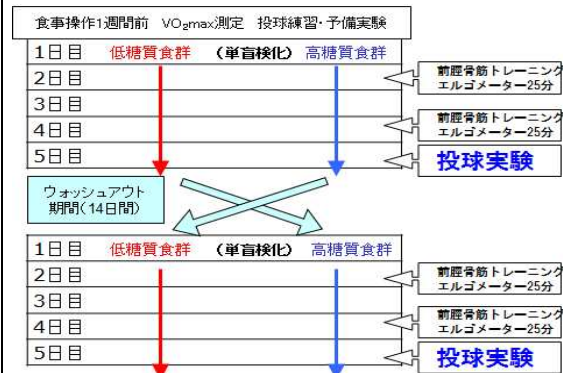 食事操作1週間前 VO₂max測定 投球練習・予備実験
1日目 低糖質食群 (単盲検化) 高糖質食群
2日目
前脛骨筋トレーニング
エルゴメーター25分
3日目
4日目
前脛骨筋トレーニング
エルゴメーター25分
5日目
投球実験
ウォッシュアウト
期間(14日間)
1日目 低糖質食群 (単盲検化) 高糖質食群
2日目
前脛骨筋トレーニング
エルゴメーター25分
3日目
4日目
前脛骨筋トレーニング
エルゴメーター25分
5日目
投球実験